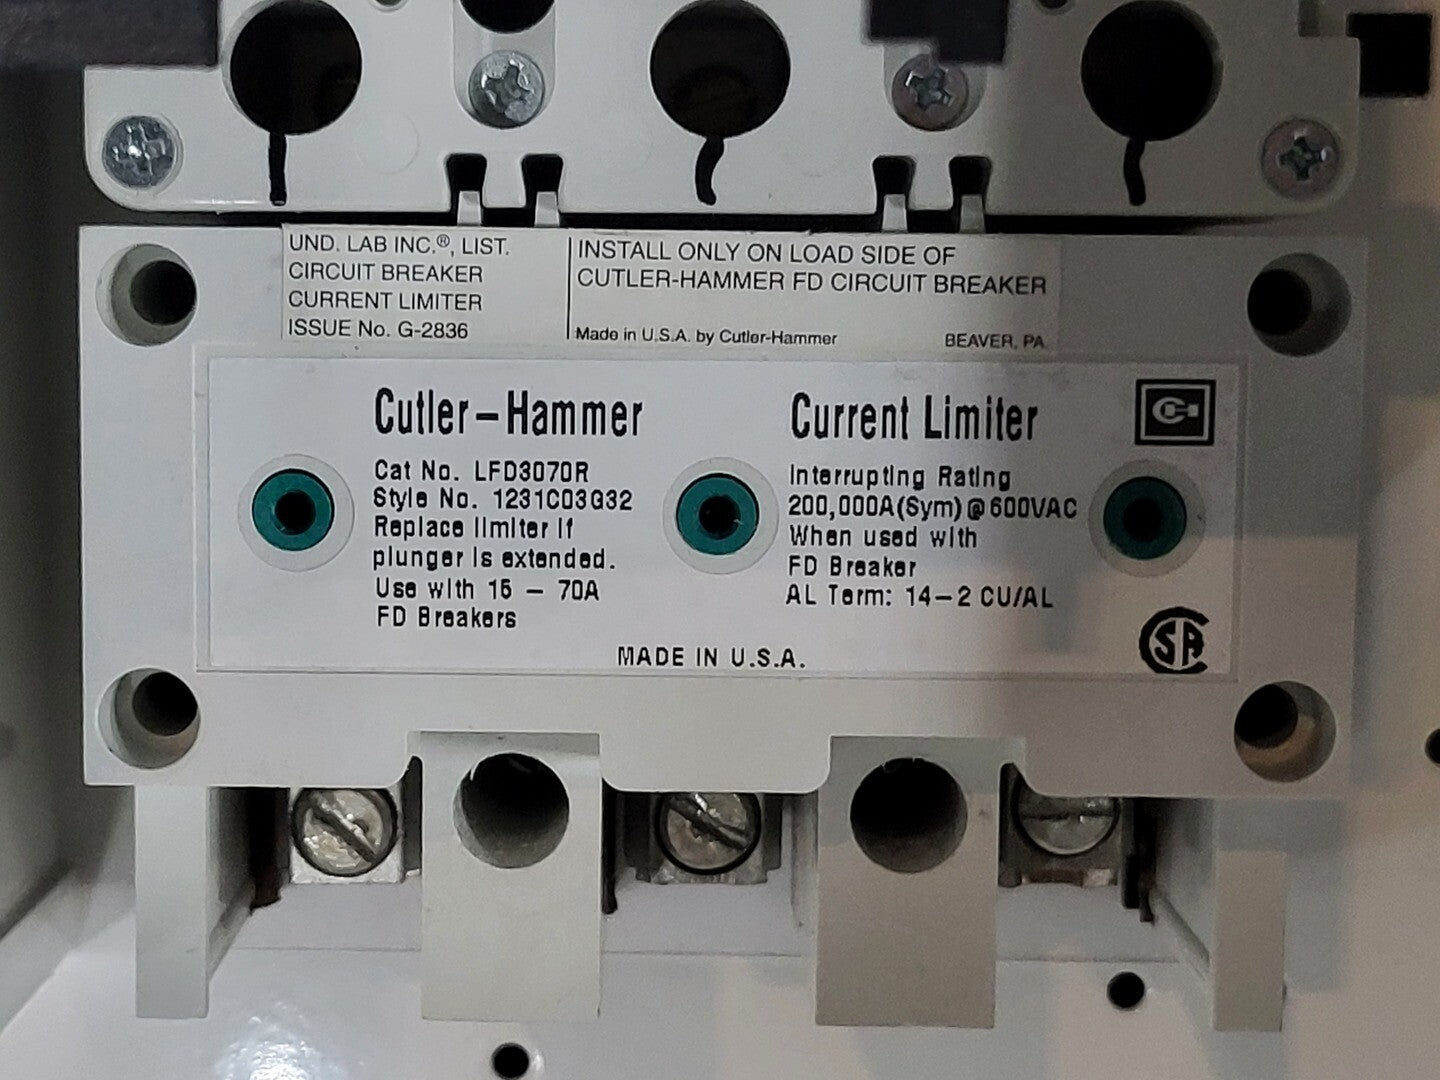 UND. LAB INC.®, LIST.
CIRCUIT BREAKER
CURRENT LIMITER
ISSUE No. G-2836
INSTALL ONLY ON LOAD SIDE OF
CUTLER-HAMMER FD CIRCUIT BREAKER
Made in U.S.A. by Cutler-Hammer BEAVER, PA
Cutler-Hammer
Cat No. LFD3070R
Style No. 1231C03G32
Replace limiter if
plunger is extended.
Use with 15 - 70A
FD Breakers
Current Limiter
Interrupting Rating
200,000A(Sym)@600VAC
When used with
FD Breaker
AL Term: 14-2 CU/AL
MADE IN U.S.A.
CH
SA